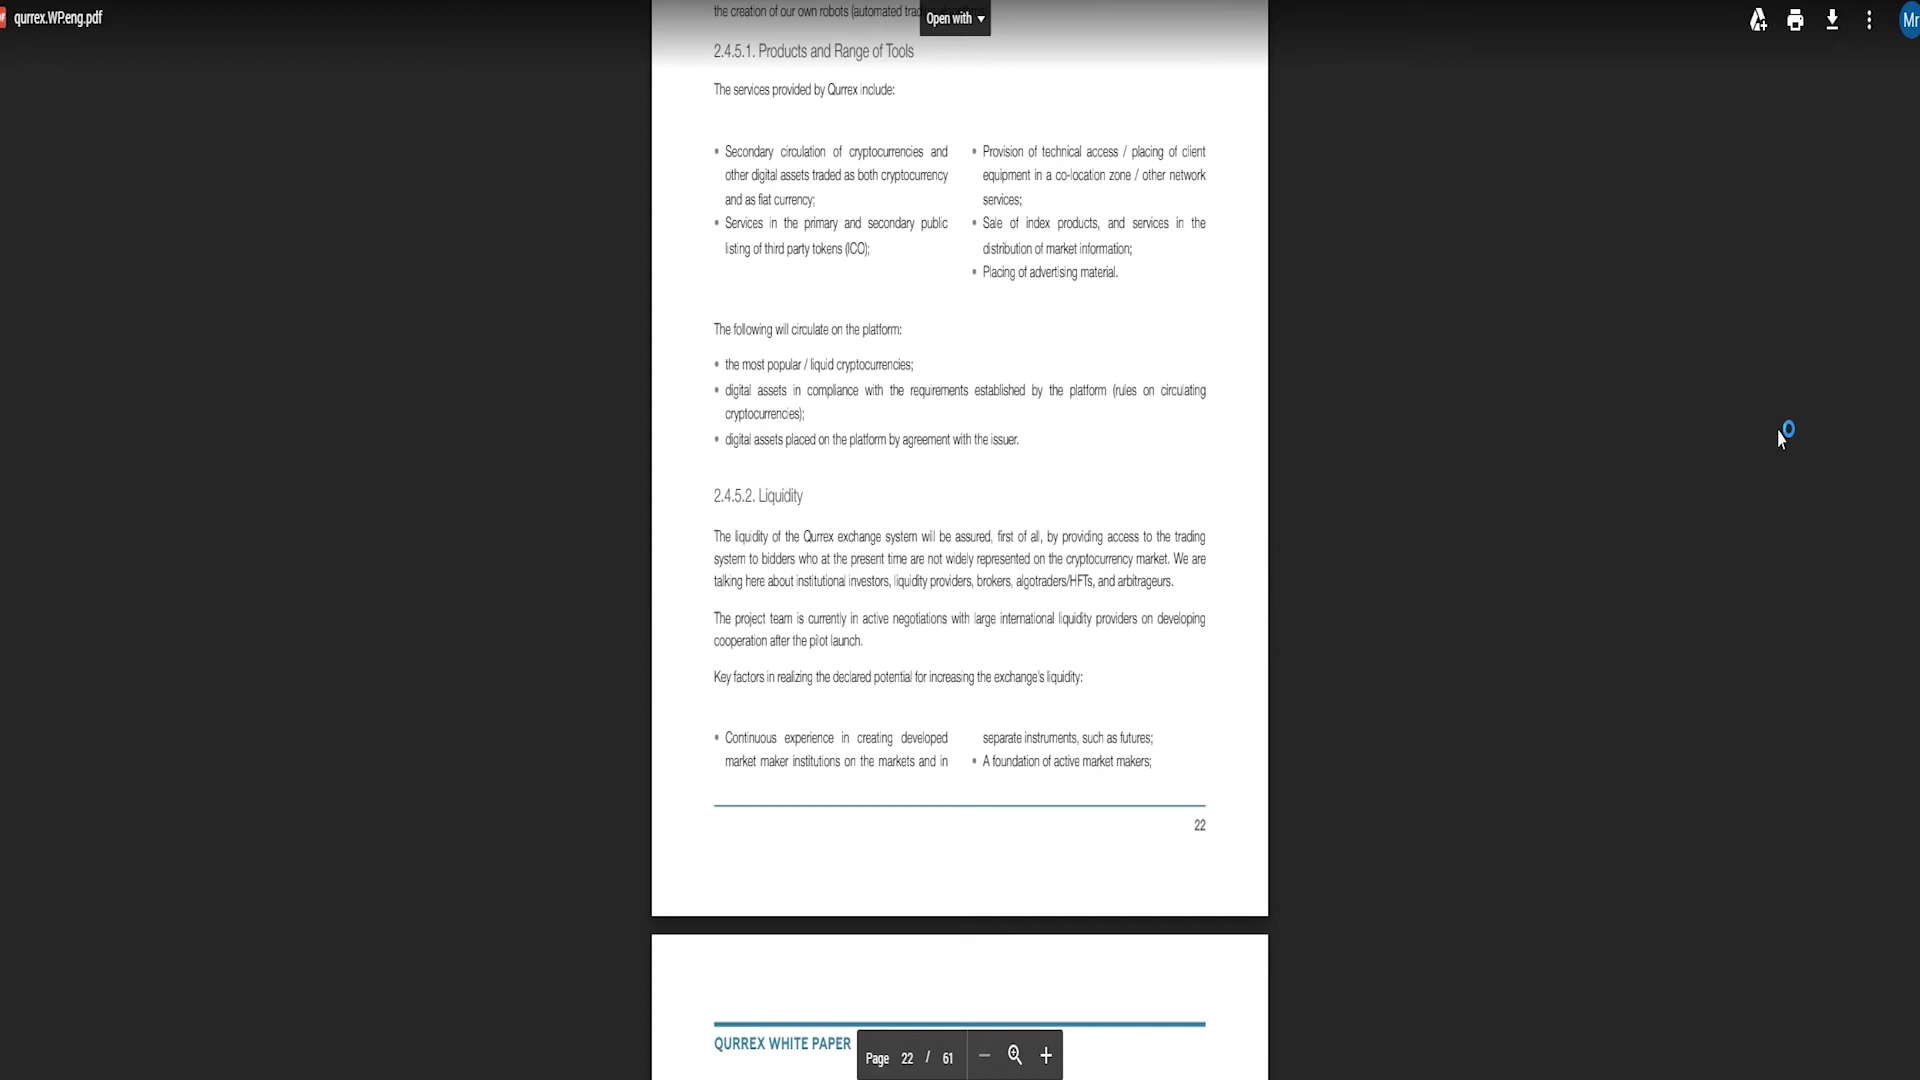 qurrex.WP.eng.pdf
Open with
Mr
the creation of our own robots (automated trad
2.4.5.1. Products and Range of Tools
The services provided by Qurrex include:
• Secondary circulation of cryptocurrencies and
other digital assets traded as both cryptocurrency
and as fiat currency;
• Services in the primary and secondary public
listing of third party tokens (ICO);
• Provision of technical access / placing of client
equipment in a co-location zone / other network
services;
• Sale of index products, and services in the
distribution of market information;
• Placing of advertising material.
The following will circulate on the platform:
• the most popular / liquid cryptocurrencies;
• digital assets in compliance with the requirements established by the platform (rules on circulating
cryptocurrencies);
• digital assets placed on the platform by agreement with the issuer.
2.4.5.2. Liquidity
The liquidity of the Qurrex exchange system will be assured, first of all, by providing access to the trading
system to bidders who at the present time are not widely represented on the cryptocurrency market. We are
talking here about institutional investors, liquidity providers, brokers, algotraders/HFTs, and arbitrageurs.
The project team is currently in active negotiations with large international liquidity providers on developing
cooperation after the pilot launch.
Key factors in realizing the declared potential for increasing the exchange's liquidity:
• Continuous experience in creating developed
market maker institutions on the markets and in
separate instruments, such as futures;
• A foundation of active market makers;
22
QURREX WHITE PAPER
Page 22 / 61